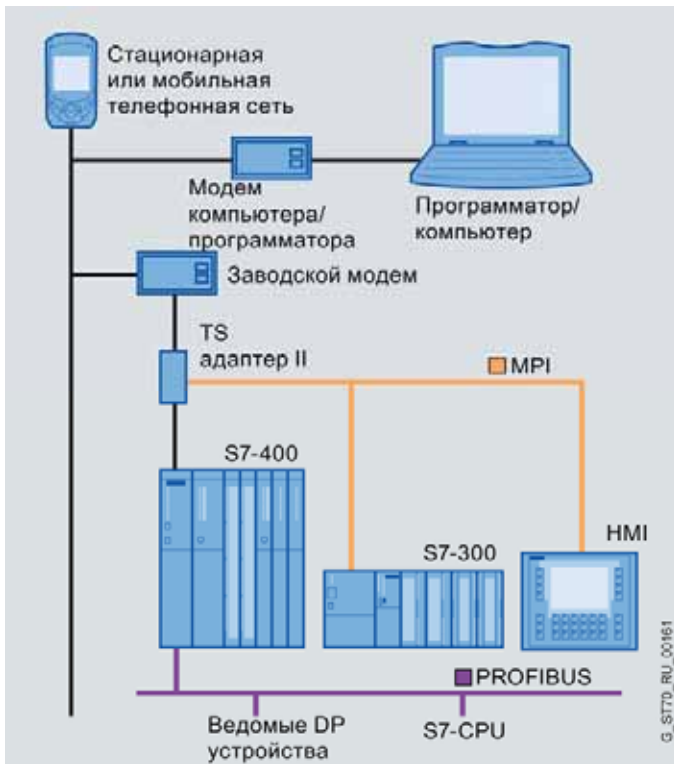 Стационарная
или мобильная
телефонная сеть
Модем
компьютера/
программатора
Программатор/
компьютер
Заводской модем
TS
адаптер II
MPI
S7-400
S7-300
HMI
PROFIBUS
Ведомые DP
устройства
S7-CPU
G_ST70_RU_00161